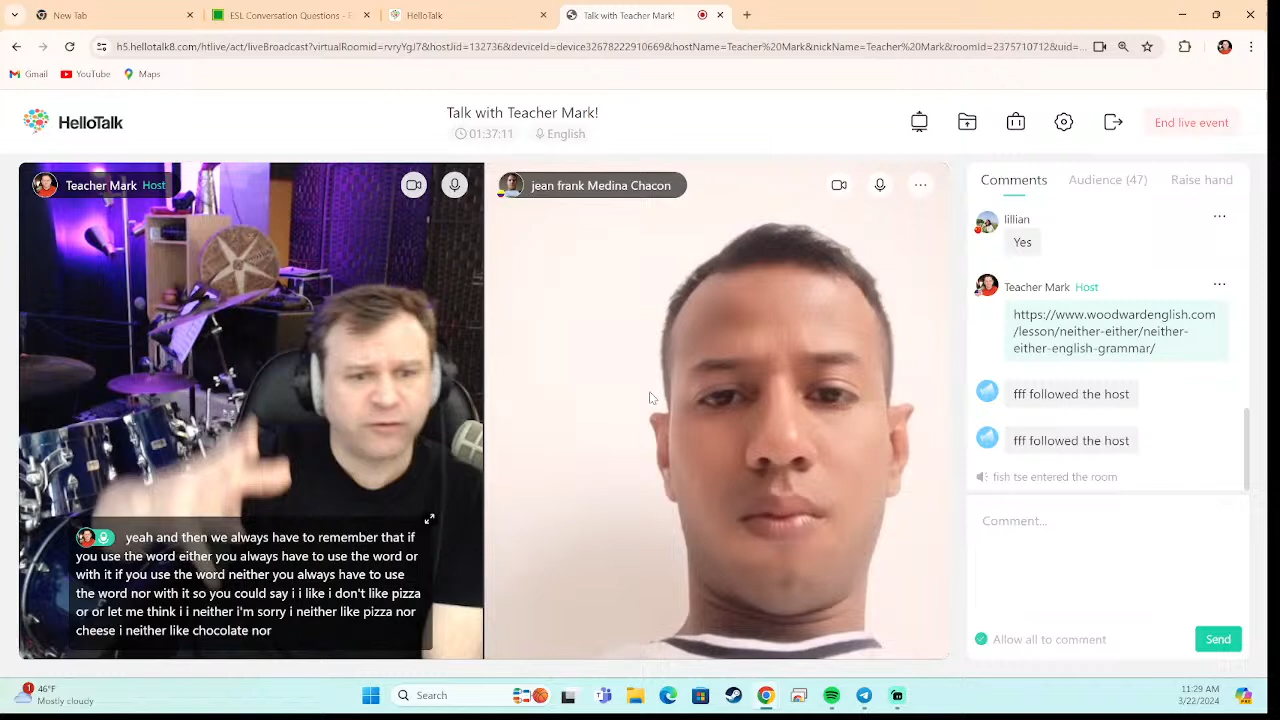 New Tab
ESL Conversation Questions - F
HelloTalk
Talk with Teacher Mark!
h5.hellotalk8.com/htlive/act/liveBroadcast?virtualRoomid=rvryYgJ7&hostId=132736&deviceId=device32678222910669&hostName=Teacher%20Mark&nickName=Teacher%20Mark&roomId=2375710712&uid=...
Gmail
YouTube
Maps
HelloTalk
Talk with Teacher Mark!
01:37:11
English
End live event
Teacher Mark Host
jean frank Medina Chacon
yeah and then we always have to remember that if
you use the word either you always have to use the word or
with it if you use the word neither you always have to use
the word nor with it so you could say i i like i don't like pizza
or or let me think i i neither i'm sorry i neither like pizza nor
cheese i neither like chocolate nor
Comments
Audience (47)
Raise hand
lillian
Yes
Teacher Mark Host
https://www.woodwardenglish.com
/lesson/neither-either/neither-
either-english-grammar/
fff followed the host
fff followed the host
fish tse entered the room
Comment...
Allow all to comment
Send
1
46°F
Mostly cloudy
Search
11:29 AM
3/22/2024